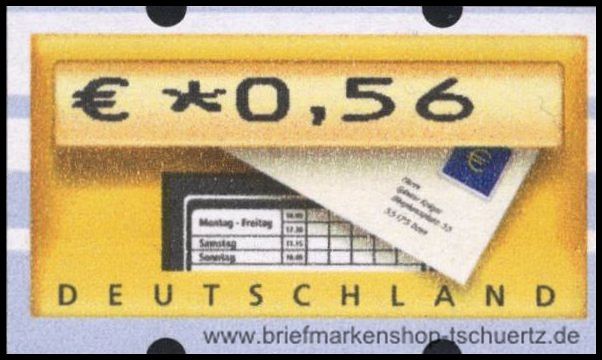 € *0,56
€
Montag - Freitag
Samstag
Sonntag
DEUTSCHLAND
www.briefmarkenshop-tschuertz.de